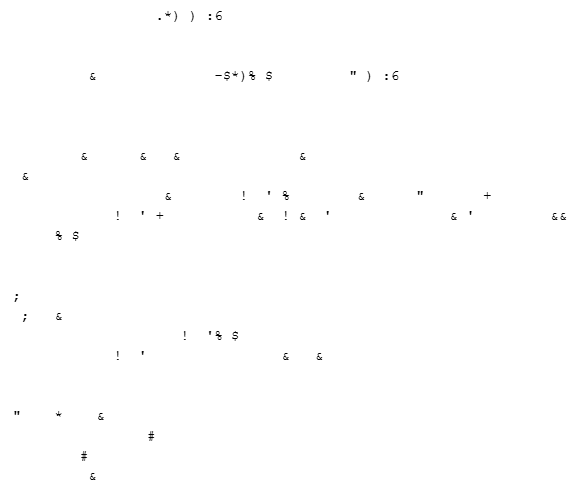 .*) ) :6
& -$*)% $ " ) :6
& & & &
&
& ! ' % & " +
! ' + & ! & ' & ' &&
% $
;
; &
! '% $
! ' & &
" * &
#
#
&